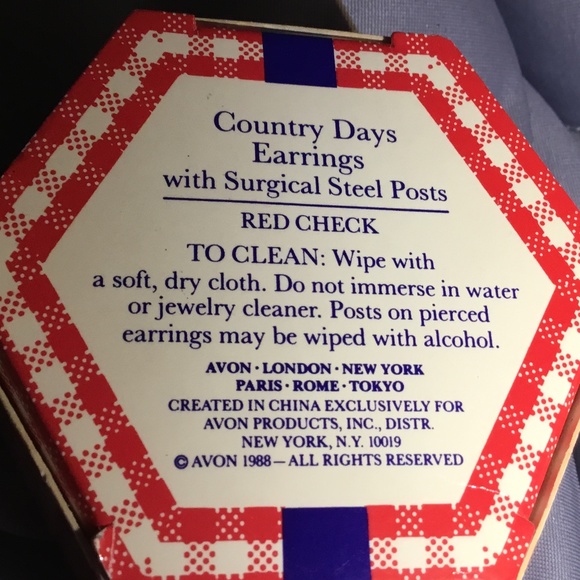 Country Days
Earrings
with Surgical Steel Posts
RED CHECK
TO CLEAN: Wipe with
a soft, dry cloth. Do not immerse in water
or jewelry cleaner. Posts on pierced
earrings may be wiped with alcohol.
AVON · LONDON · NEW YORK
PARIS · ROME · TOKYO
CREATED IN CHINA EXCLUSIVELY FOR
AVON PRODUCTS, INC., DISTR.
NEW YORK, N.Y. 10019
© AVON 1988 — ALL RIGHTS RESERVED